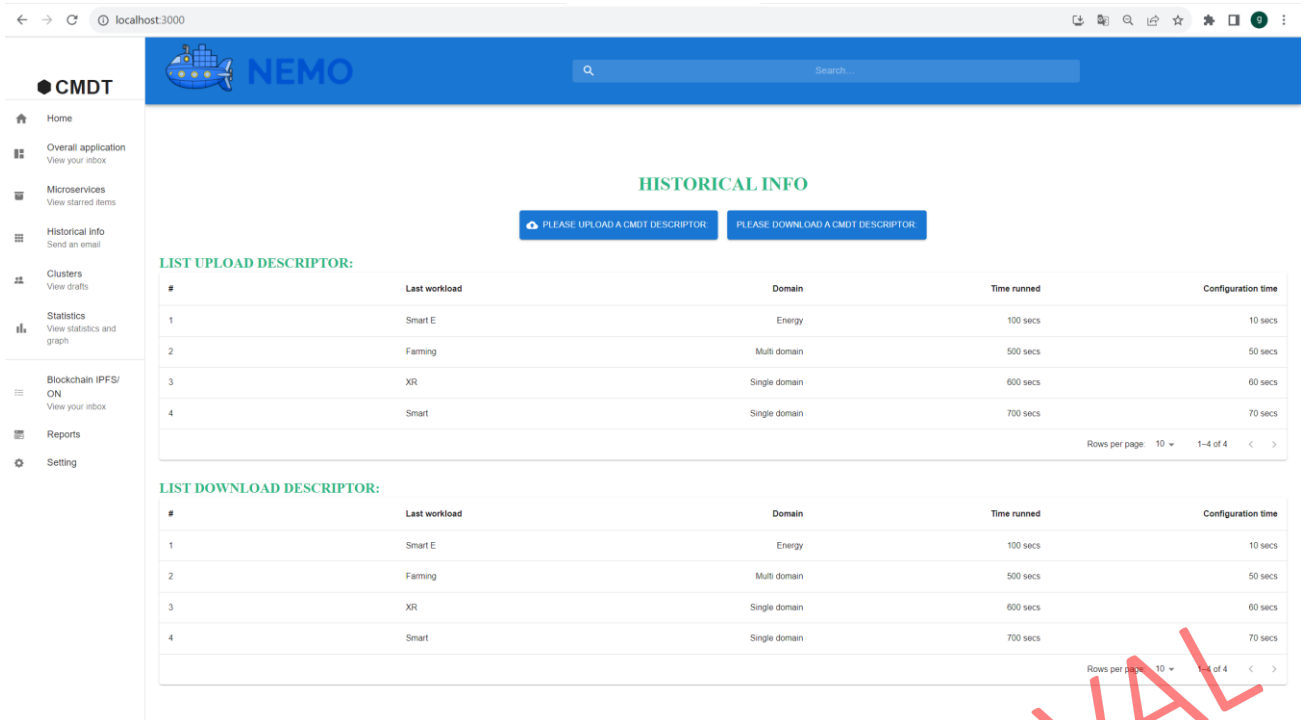 localhost:3000
g
CMDT
NEMO
Search...
Home
Overall application
View your inbox
Microservices
View starred items
Historical info
Send an email
Clusters
View drafts
Statistics
View statistics and
graph
Blockchain IPFS/
ON
View your inbox
Reports
Setting
HISTORICAL INFO
PLEASE UPLOAD A CMDT DESCRIPTOR: PLEASE DOWNLOAD A CMDT DESCRIPTOR:
LIST UPLOAD DESCRIPTOR:
# Last workload Domain Time runned Configuration time
1 Smart E Energy 100 secs 10 secs
2 Farming Multi domain 500 secs 50 secs
3 XR Single domain 600 secs 60 secs
4 Smart Single domain 700 secs 70 secs
Rows per page: 10 1–4 of 4
LIST DOWNLOAD DESCRIPTOR:
# Last workload Domain Time runned Configuration time
1 Smart E Energy 100 secs 10 secs
2 Farming Multi domain 500 secs 50 secs
3 XR Single domain 600 secs 60 secs
4 Smart Single domain 700 secs 70 secs
Rows per page: 10 1–4 of 4